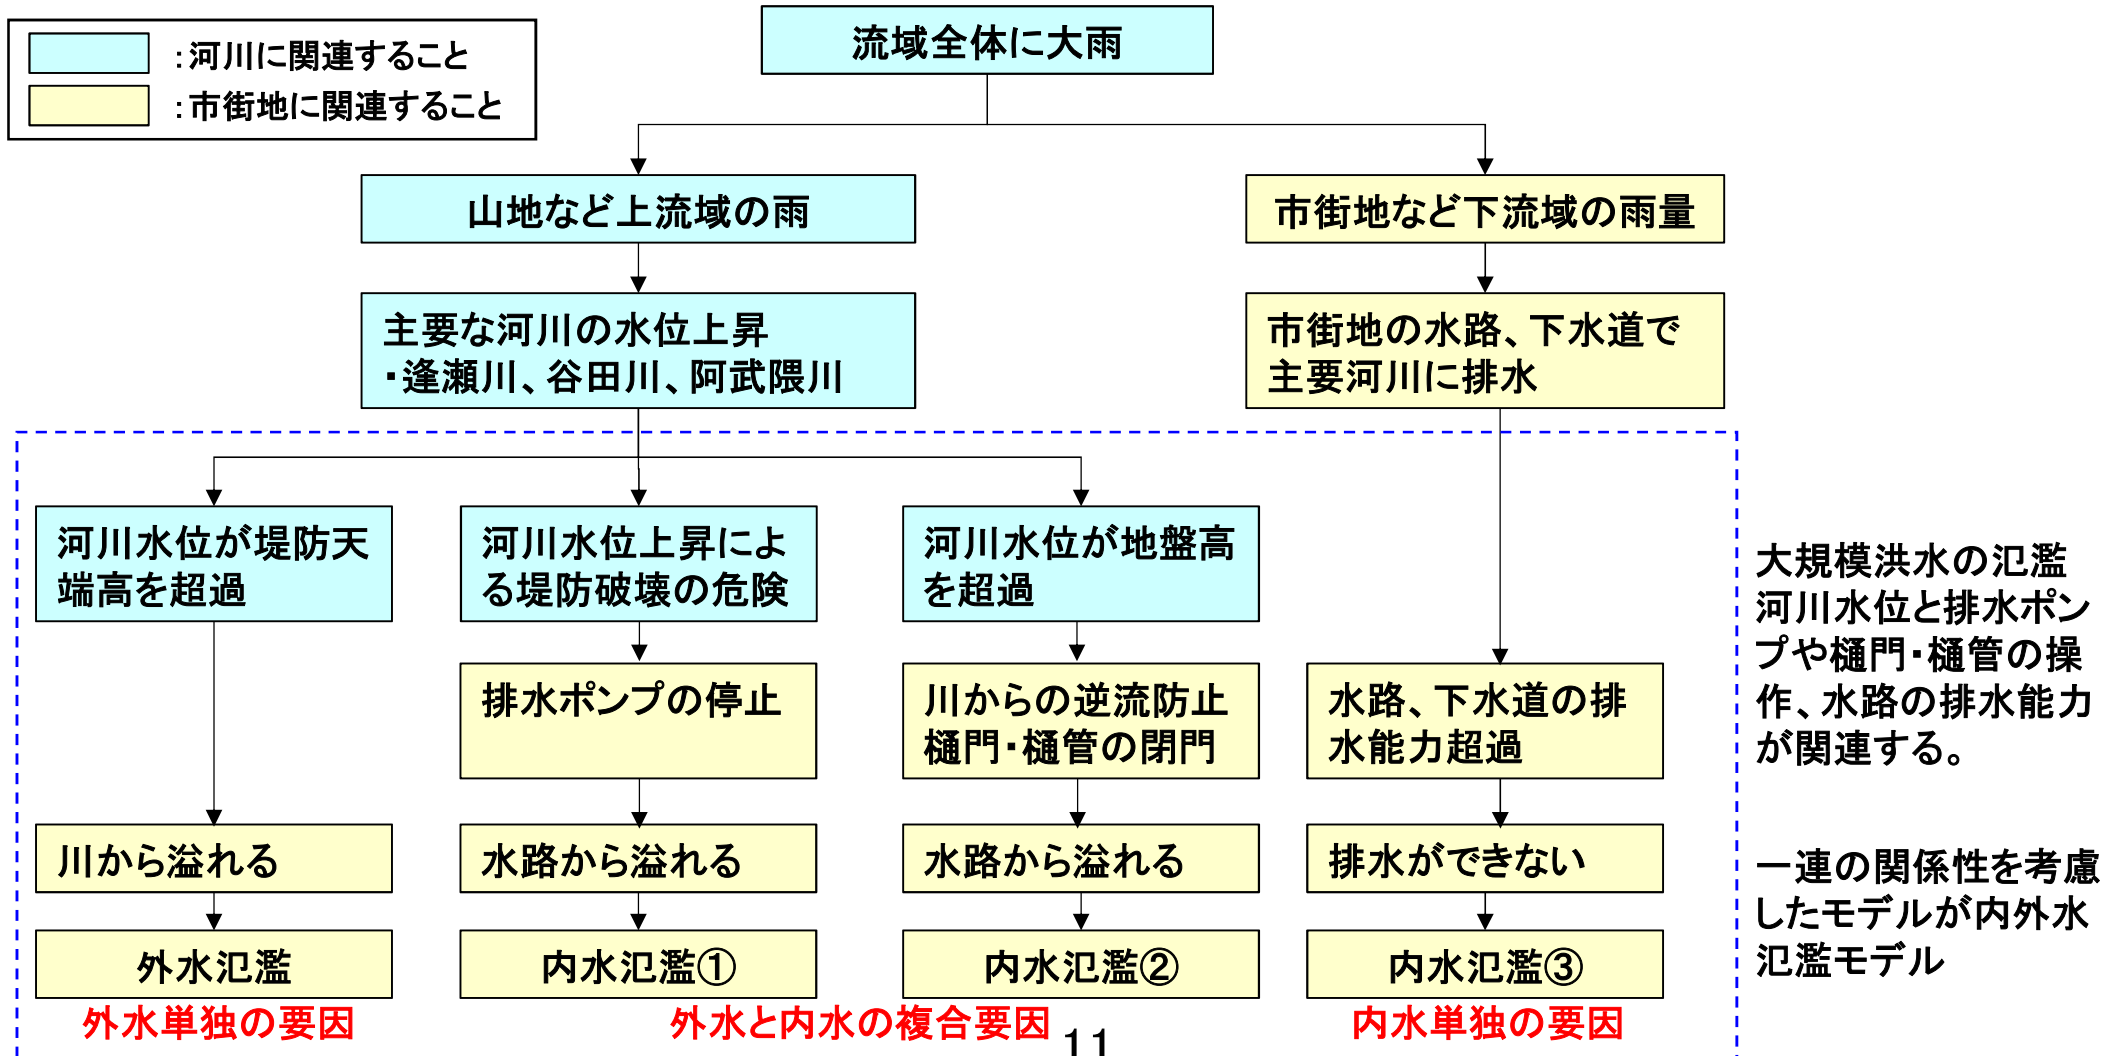 :河川に関連すること
:市街地に関連すること
流域全体に大雨
山地など上流域の雨
市街地など下流域の雨量
主要な河川の水位上昇
・逢瀬川、谷田川、阿武隈川
市街地の水路、下水道で
主要河川に排水
河川水位が堤防天
端高を超過
河川水位上昇によ
る堤防破壊の危険
河川水位が地盤高
を超過
排水ポンプの停止
川からの逆流防止
樋門・樋管の閉門
水路、下水道の排
水能力超過
川から溢れる
水路から溢れる
水路から溢れる
排水ができない
外水氾濫
内水氾濫①
内水氾濫②
内水氾濫③
外水単独の要因
外水と内水の複合要因
内水単独の要因
大規模洪水の氾濫
河川水位と排水ポン
プや樋門・樋管の操
作、水路の排水能力
が関連する。
一連の関係性を考慮
したモデルが内外水
氾濫モデル
11